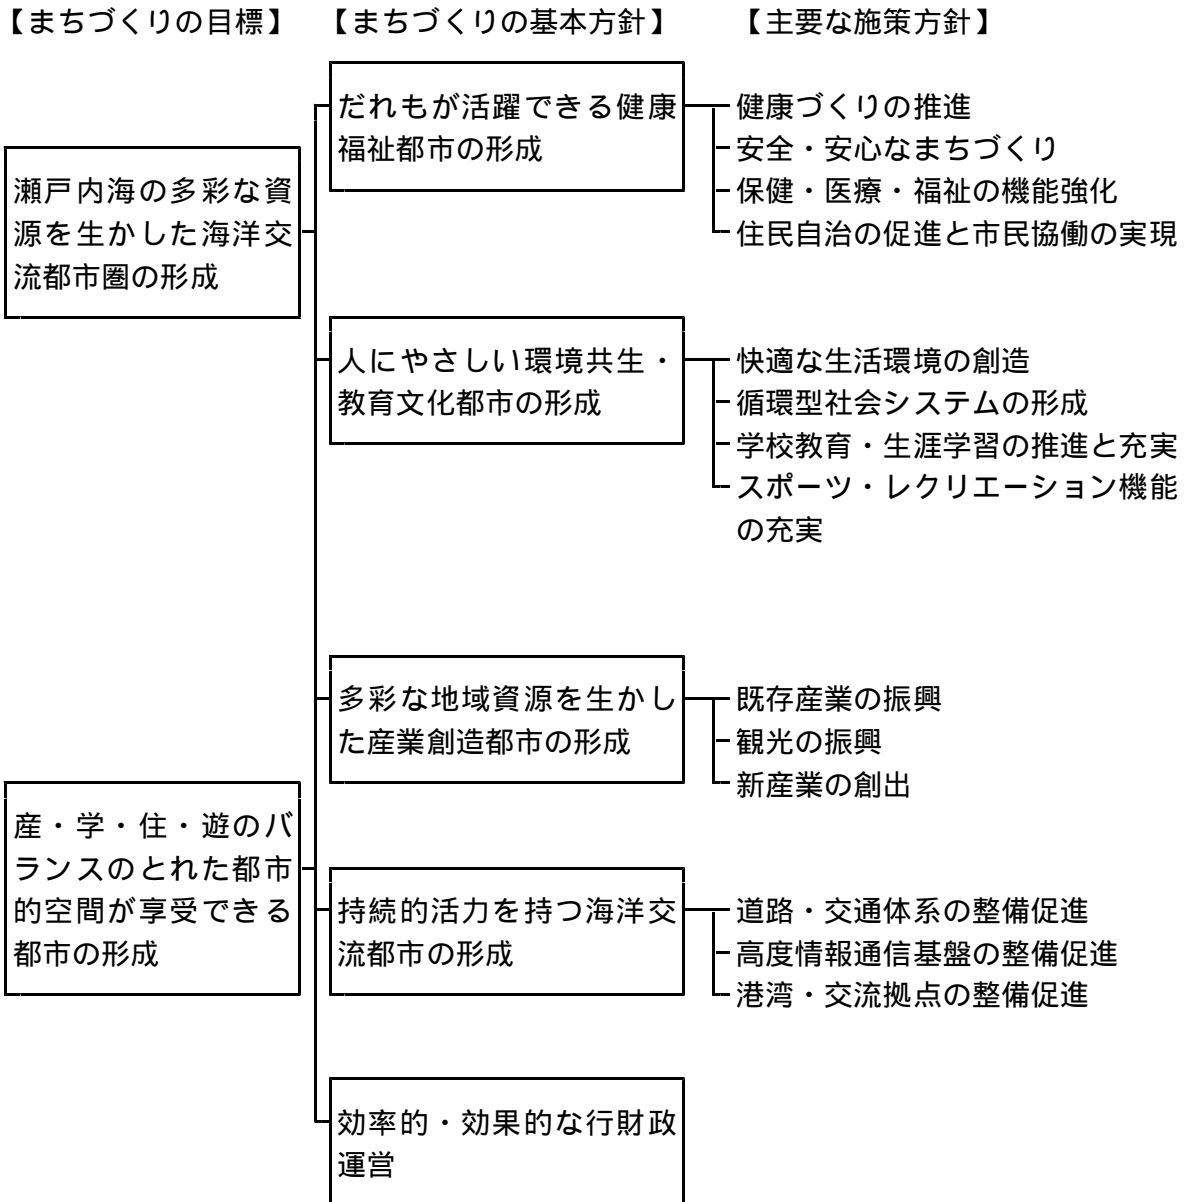 【まちづくりの目標】 【まちづくりの基本方針】 【主要な施策方針】
瀬戸内海の多彩な資
源を生かした海洋交
流都市圏の形成
産・学・住・遊のバ
ランスのとれた都市
的空間が享受できる
都市の形成
だれもが活躍できる健康
福祉都市の形成
健康づくりの推進
安全・安心なまちづくり
保健・医療・福祉の機能強化
住民自治の促進と市民協働の実現
人にやさしい環境共生・
教育文化都市の形成
快適な生活環境の創造
循環型社会システムの形成
学校教育・生涯学習の推進と充実
スポーツ・レクリエーション機能
の充実
多彩な地域資源を生かし
た産業創造都市の形成
既存産業の振興
観光の振興
新産業の創出
持続的活力を持つ海洋交
流都市の形成
道路・交通体系の整備促進
高度情報通信基盤の整備促進
港湾・交流拠点の整備促進
効率的・効果的な行財政
運営